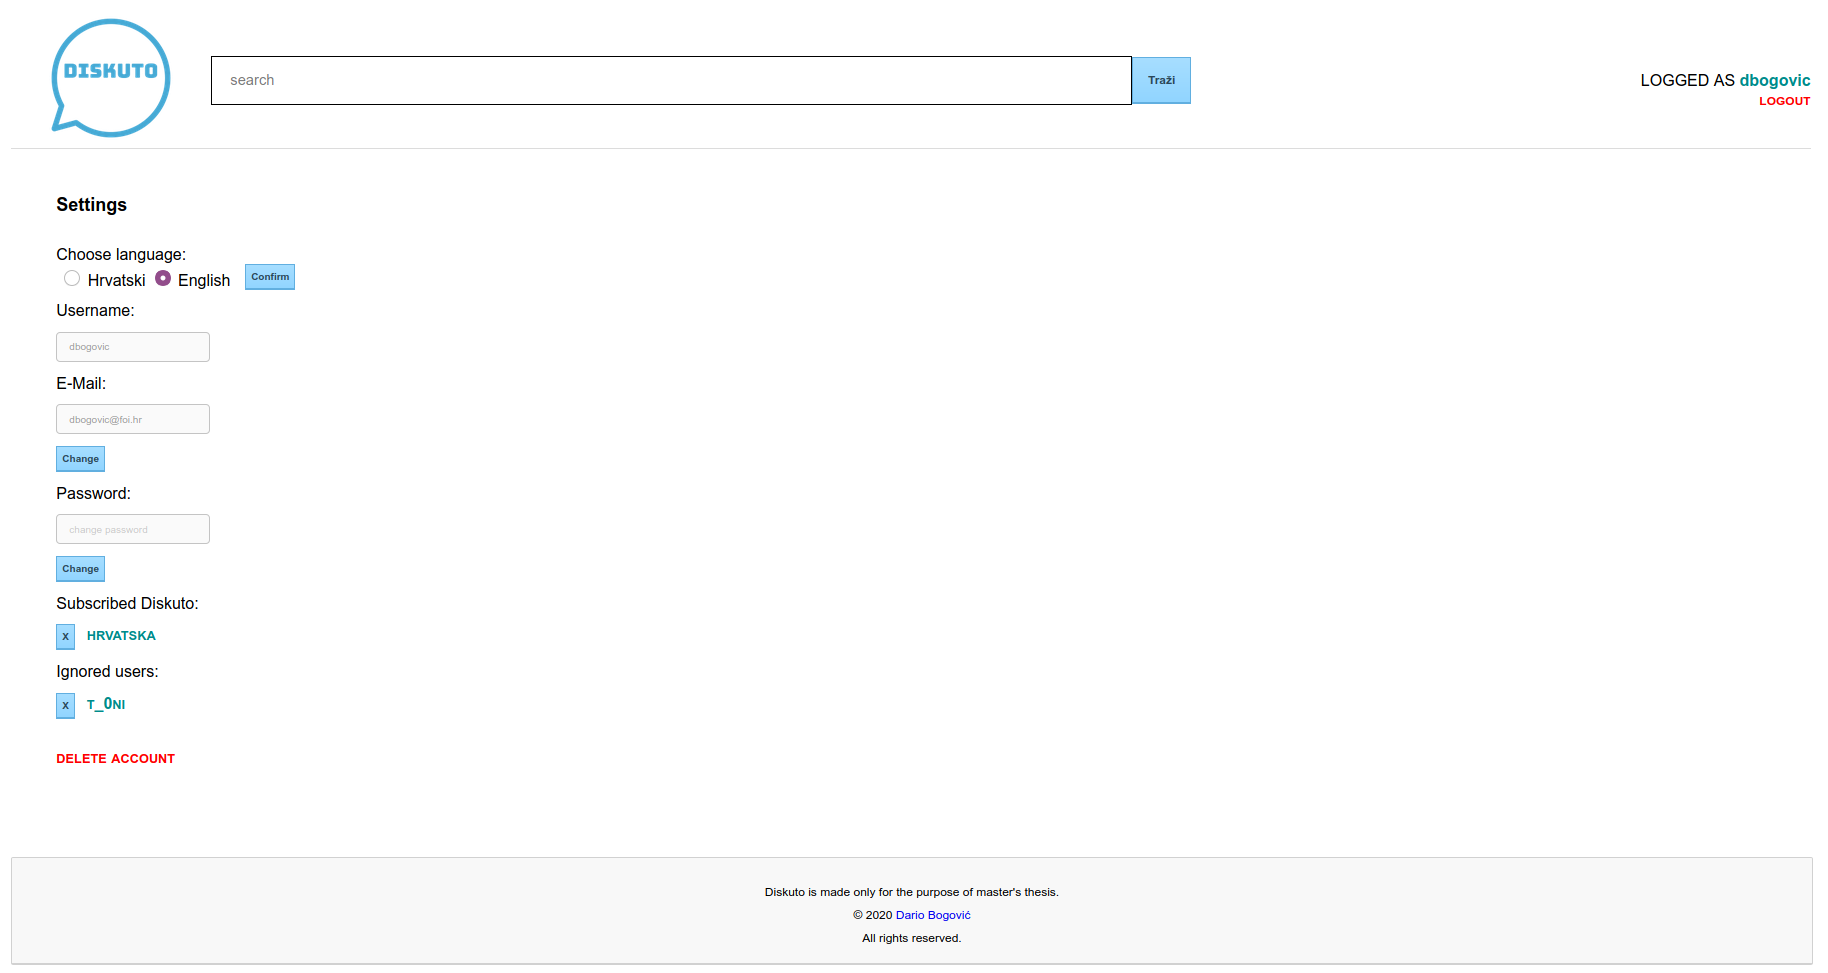 DISKUTO
search
Traži
LOGGED AS dbogovic
LOGOUT
Settings
Choose language:
Hrvatski English Confirm
Username:
dbogovic
E-Mail:
dbogovic@foi.hr
Change
Password:
change password
Change
Subscribed Diskuto:
x HRVATSKA
Ignored users:
x T_0NI
DELETE ACCOUNT
Diskuto is made only for the purpose of master's thesis.
© 2020 Dario Bogović
All rights reserved.